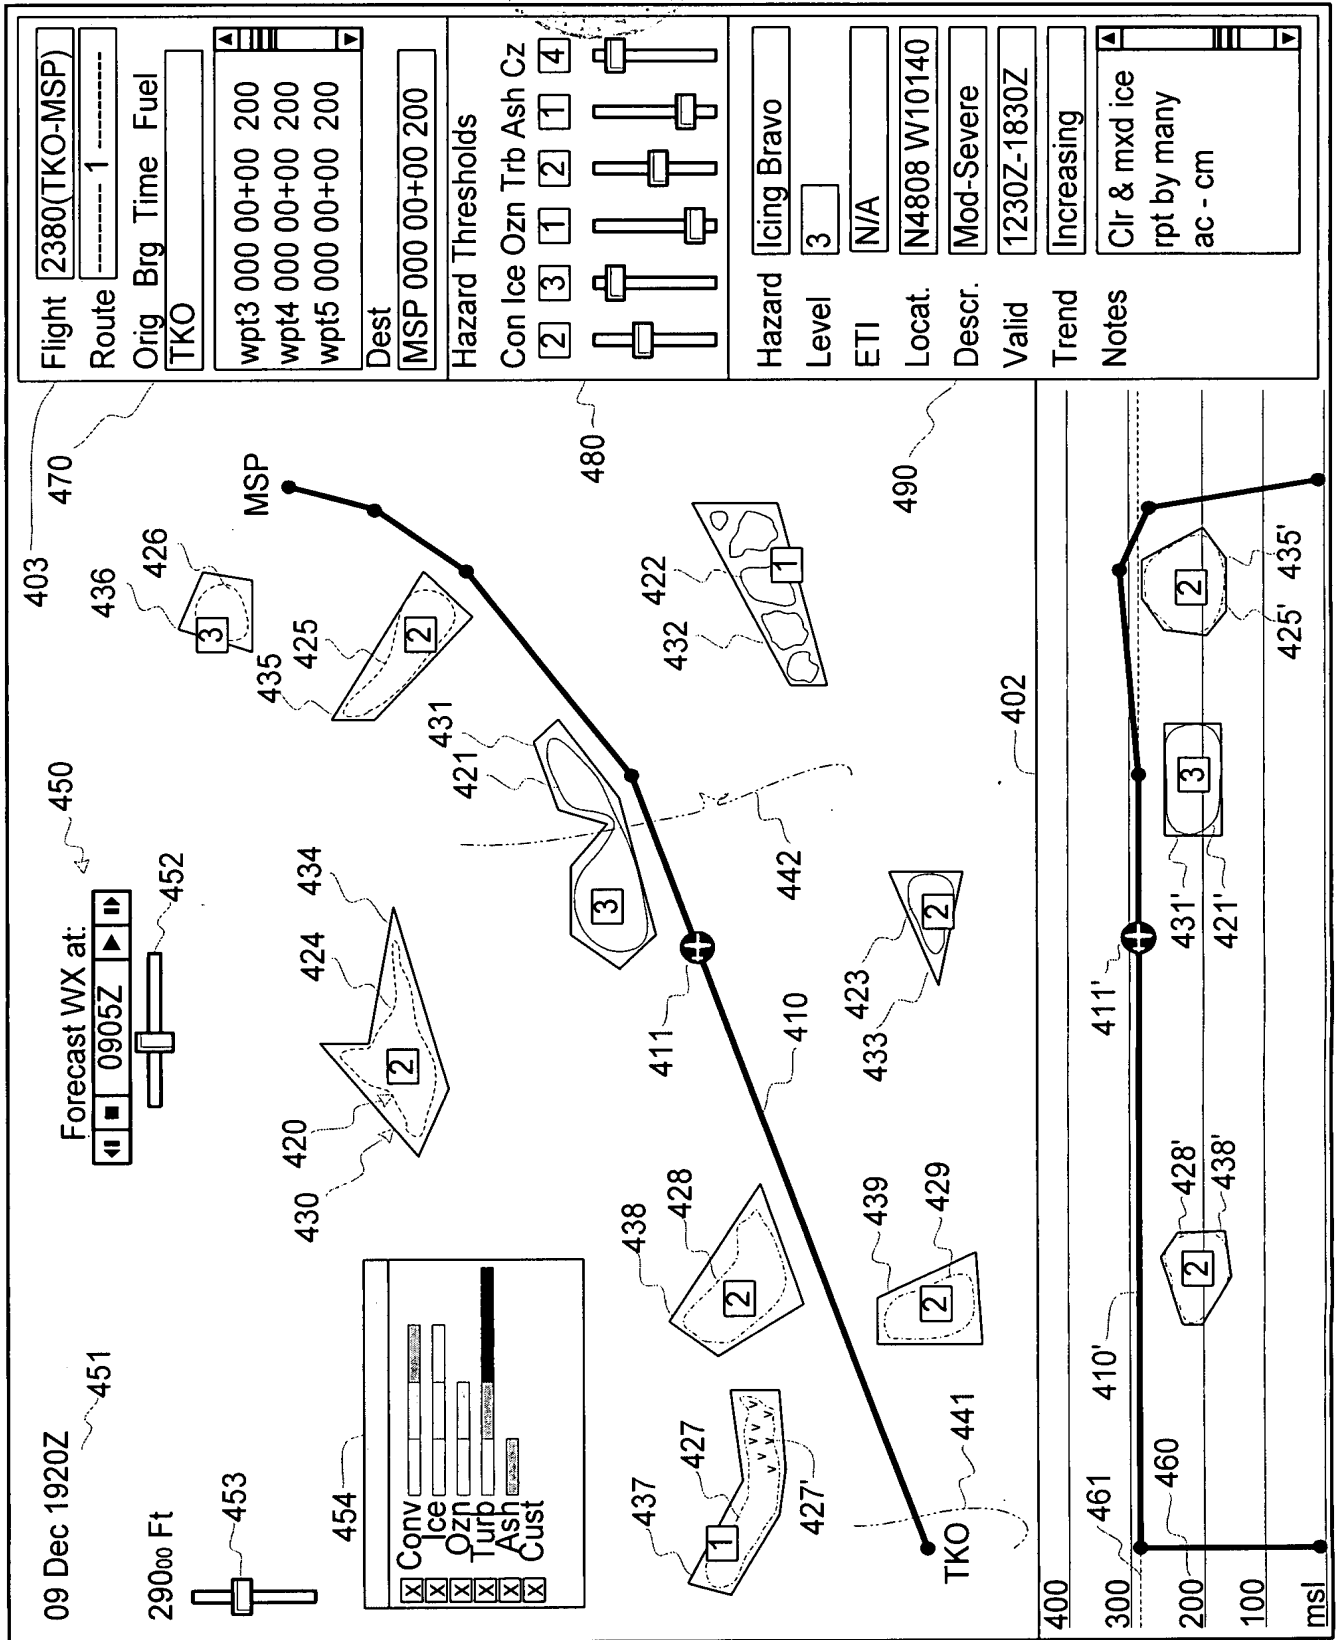 09 Dec 1920Z
451
29000 Ft
453
454
X Conv
X Ice
X Ozn
X Turb
X Ash
X Cust
Forecast WX at:
0905Z
450
452
430
420
424
434
2
436
426
3
435
425
2
MSP
421
431
3
438
428
2
411
410
437
427
1
427'
439
429
2
TKO
441
433
423
2
442
432
422
1
402
403
470
480
490
Flight 2380(TKO-MSP)
Route -------- 1 --------
Orig Brg Time Fuel
TKO
wpt3 000 00+00 200
wpt4 000 00+00 200
wpt5 000 00+00 200
Dest
MSP 000 00+00 200
Hazard Thresholds
Con Ice Ozn Trb Ash Cz
2 3 1 2 1 4
Hazard Icing Bravo
Level 3
ETI N/A
Locat. N4808 W10140
Descr. Mod-Severe
Valid 1230Z-1830Z
Trend Increasing
Notes Clr & mxd ice
rpt by many
ac - cm
400
300
200
100
msl
461
460
410'
428'
438'
2
411'
431'
421'
3
425'
435'
2